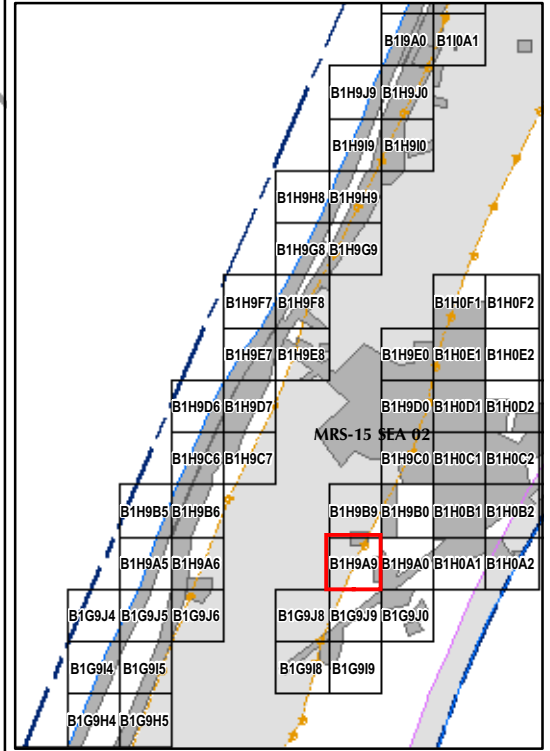 B1I9A0 B1I0A1
B1H9J9 B1H9J0
B1H9I9 B1H9I0
B1H9H8 B1H9H9
B1H9G8 B1H9G9
B1H9F7 B1H9F8 B1H0F1 B1H0F2
B1H9E7 B1H9E8 B1H9E0 B1H0E1 B1H0E2
B1H9D6 B1H9D7 B1H9D0 B1H0D1 B1H0D2
MRS-15 SEA 02
B1H9C6 B1H9C7 B1H9C0 B1H0C1 B1H0C2
B1H9B5 B1H9B6 B1H9B9 B1H9B0 B1H0B1 B1H0B2
B1H9A5 B1H9A6 B1H9A9 B1H9A0 B1H0A1 B1H0A2
B1G9J4 B1G9J5 B1G9J6 B1G9J8 B1G9J9 B1G9J0
B1G9I4 B1G9I5 B1G9I8 B1G9I9
B1G9H4 B1G9H5